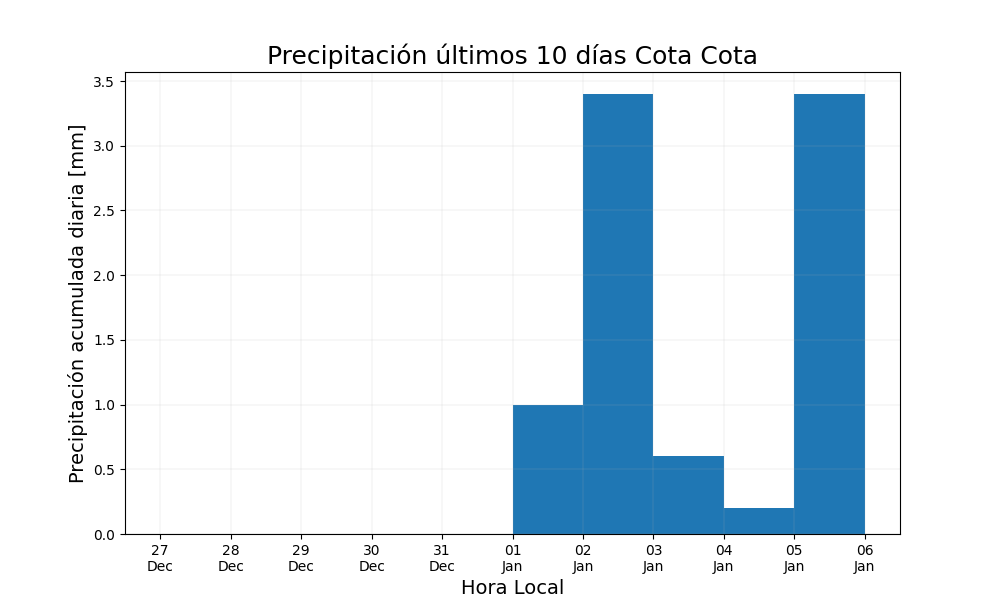 Precipitación últimos 10 días Cota Cota
Precipitación acumulada diaria [mm]
3.5
3.0
2.5
2.0
1.5
1.0
0.5
0.0
27 28 29 30 31 01 02 03 04 05 06
Dec Dec Dec Dec Dec Jan Jan Jan Jan Jan Jan
Hora Local